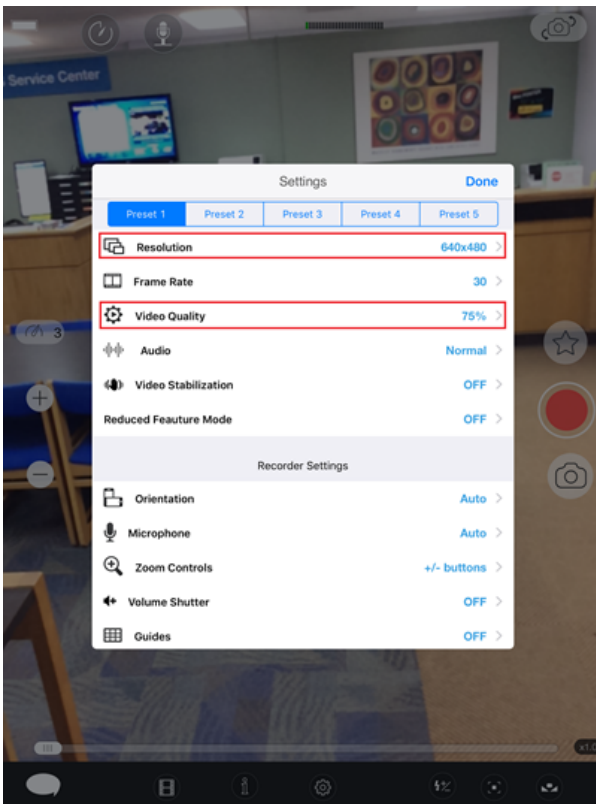 Service Center
Settings
Done
Preset 1 Preset 2 Preset 3 Preset 4 Preset 5
Resolution 640x480
Frame Rate 30
Video Quality 75%
3
Audio Normal
Video Stabilization OFF
Reduced Feauture Mode OFF
Recorder Settings
Orientation Auto
Microphone Auto
Zoom Controls +/- buttons
Volume Shutter OFF
Guides OFF
x1.0